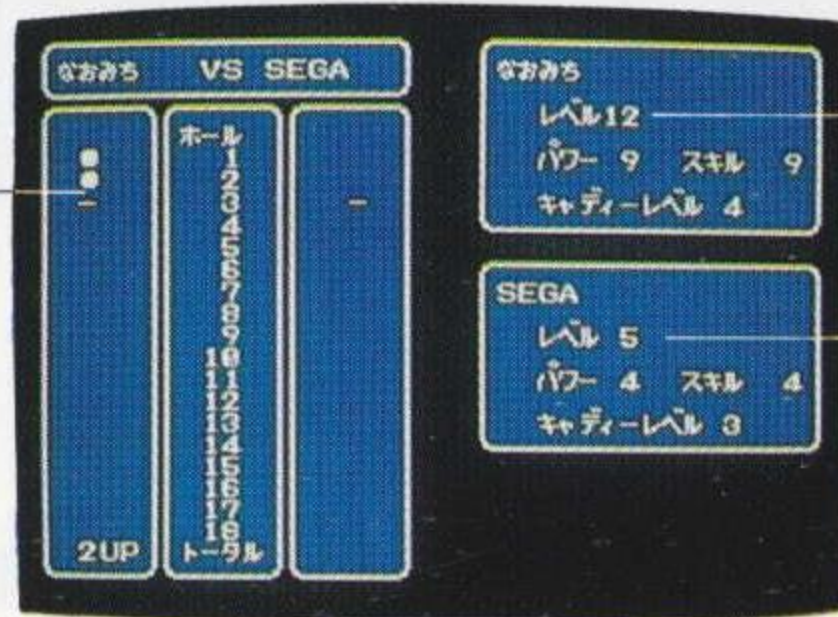 なおみち VS SEGA
ホール
1
2
3
4
5
6
7
8
9
10
11
12
13
14
15
16
17
18
2UP トータル
なおみち
レベル12
パワー 9 スキル 9
キャディーレベル 4
SEGA
レベル 5
パワー 4 スキル 4
キャディーレベル 3